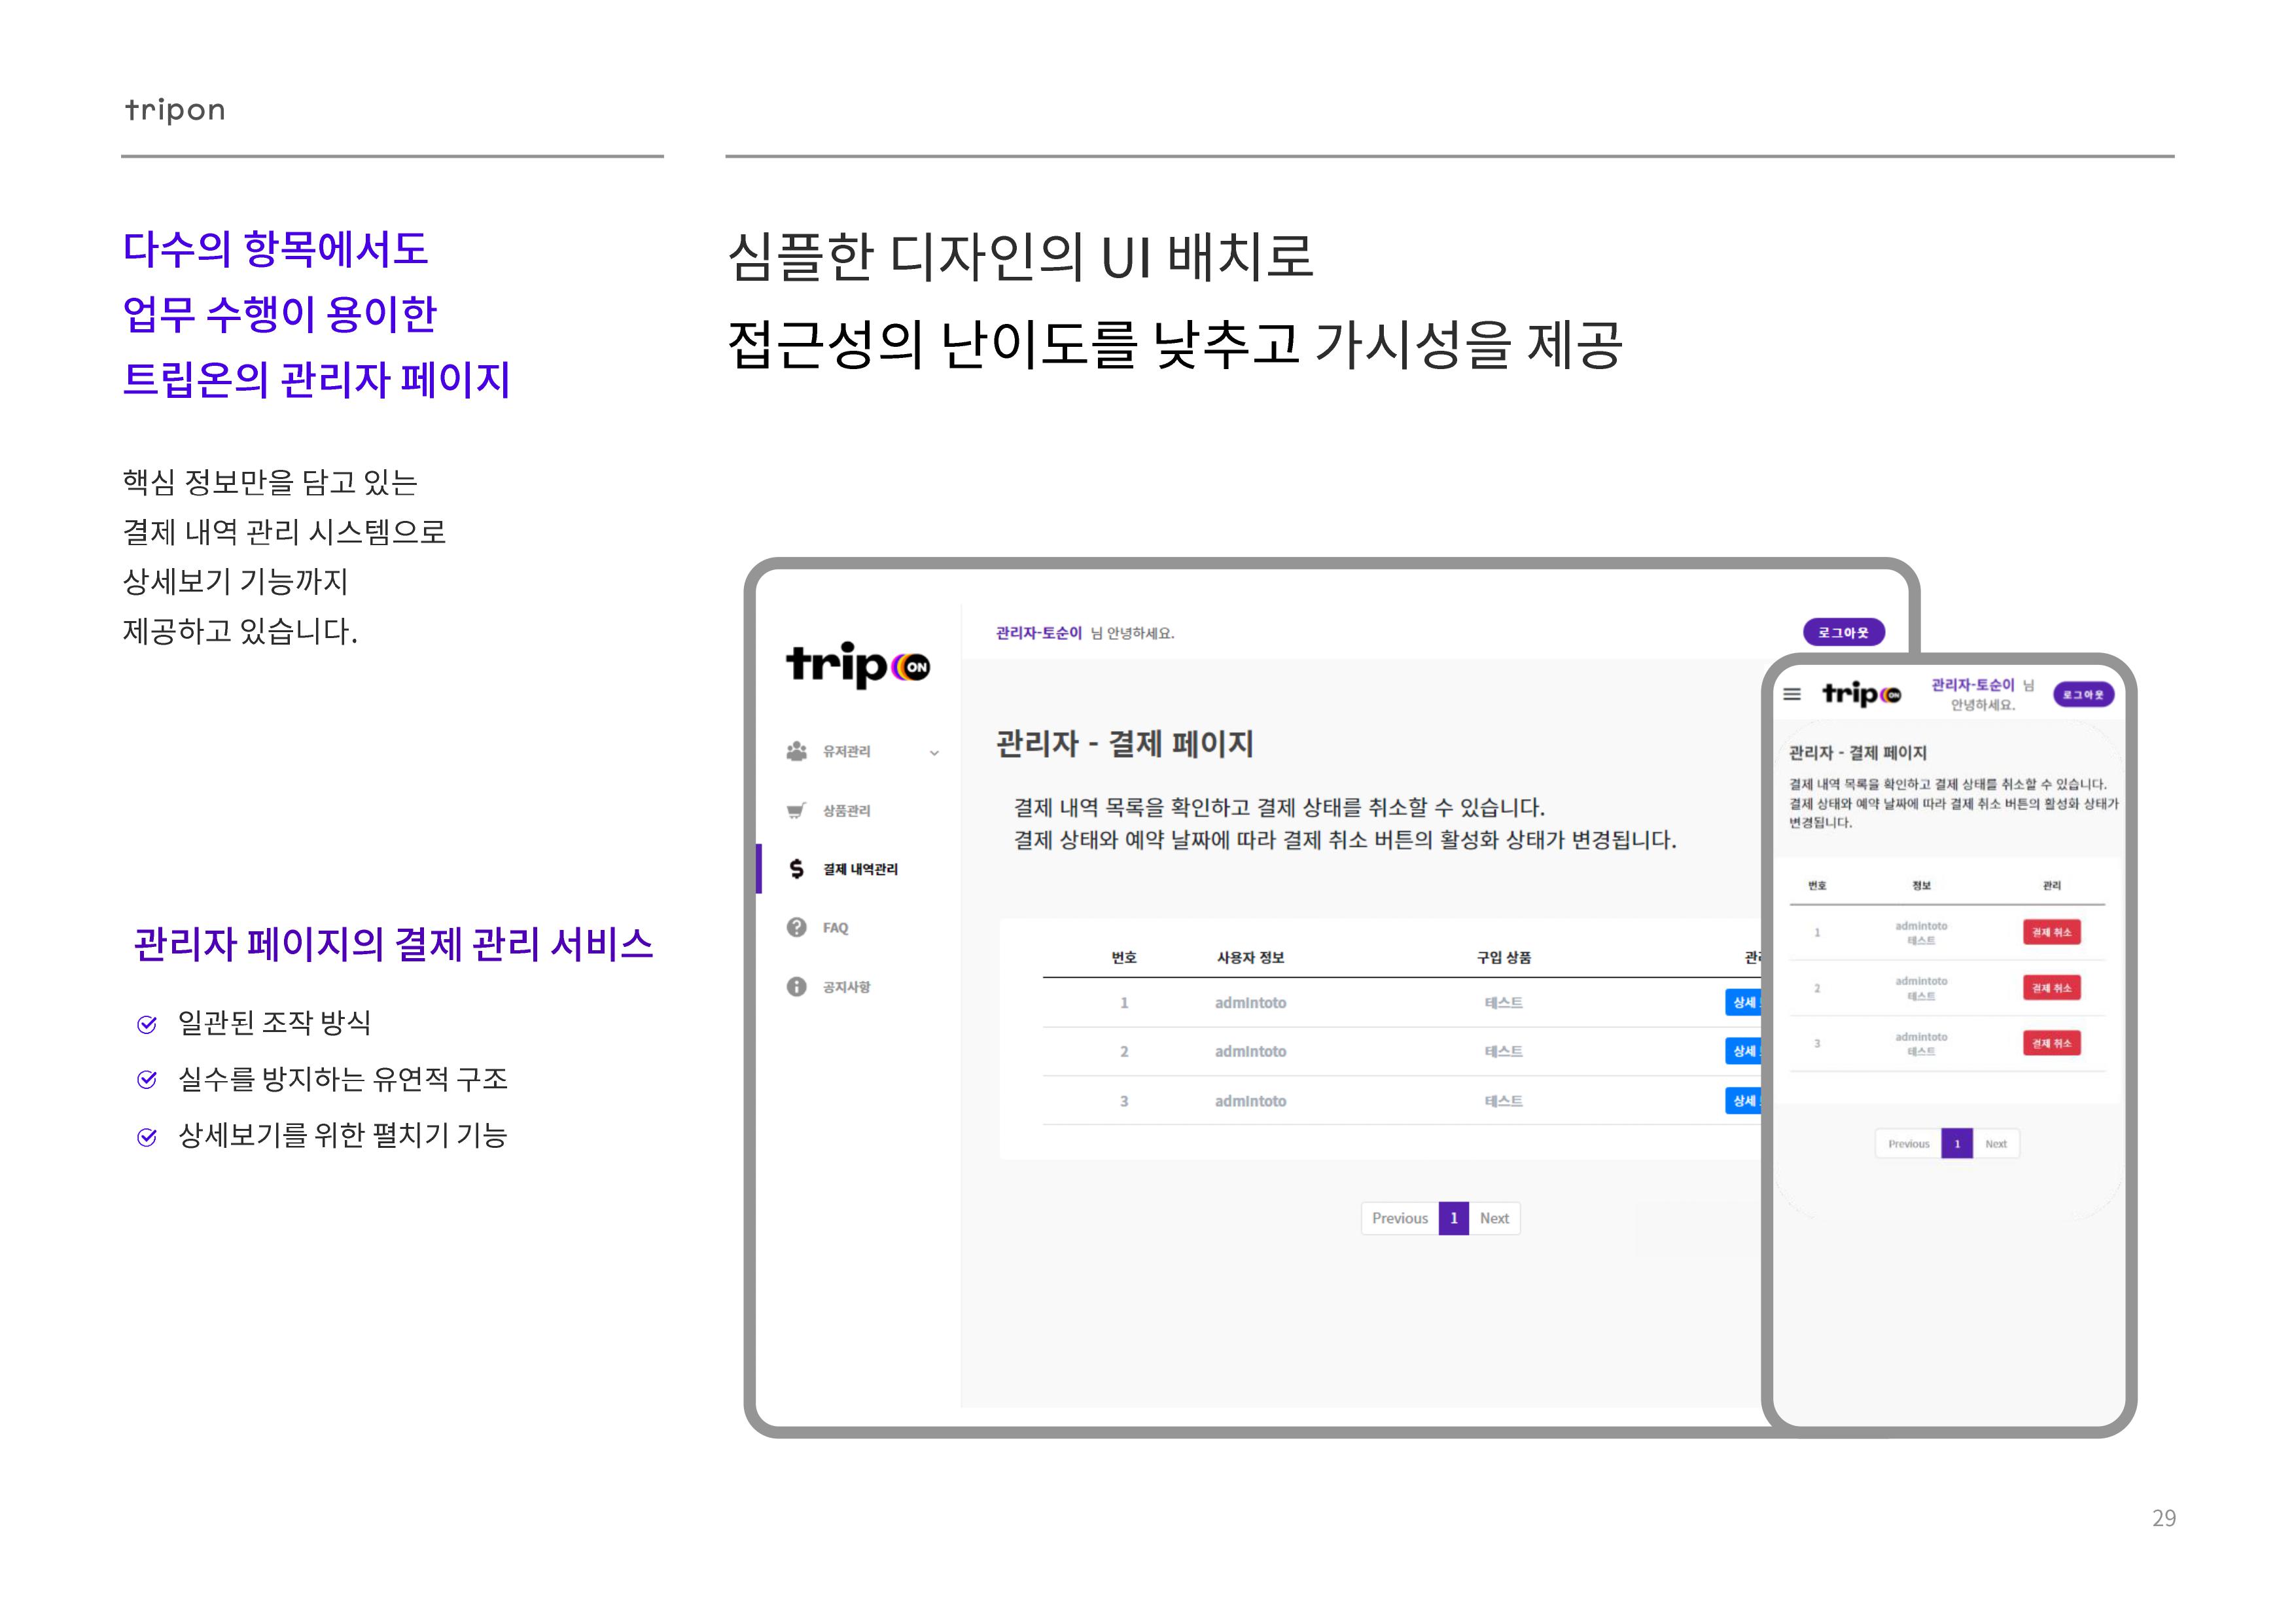 tripon
다수의 항목에서도
업무 수행이 용이한
트립온의 관리자 페이지
핵심 정보만을 담고 있는
결제 내역 관리 시스템으로
상세보기 기능까지
제공하고 있습니다.
관리자 페이지의 결제 관리 서비스
일관된 조작 방식
실수를 방지하는 유연적 구조
상세보기를 위한 펼치기 기능
심플한 디자인의 UI 배치로
접근성의 난이도를 낮추고 가시성을 제공
trip ON
유저관리
상품관리
결제 내역관리
FAQ
공지사항
관리자-토순이 님 안녕하세요.
로그아웃
관리자 - 결제 페이지
결제 내역 목록을 확인하고 결제 상태를 취소할 수 있습니다.
결제 상태와 예약 날짜에 따라 결제 취소 버튼의 활성화 상태가 변경됩니다.
번호 사용자 정보 구입 상품
1 admintoto 테스트 상세
2 admintoto 테스트 상세
3 admintoto 테스트 상세
Previous 1 Next
trip ON
관리자-토순이 님
안녕하세요.
로그아웃
관리자 - 결제 페이지
결제 내역 목록을 확인하고 결제 상태를 취소할 수 있습니다.
결제 상태와 예약 날짜에 따라 결제 취소 버튼의 활성화 상태가
변경됩니다.
번호 정보 관리
1 admintoto 결제 취소
테스트
2 admintoto 결제 취소
테스트
3 admintoto 결제 취소
테스트
Previous 1 Next
29